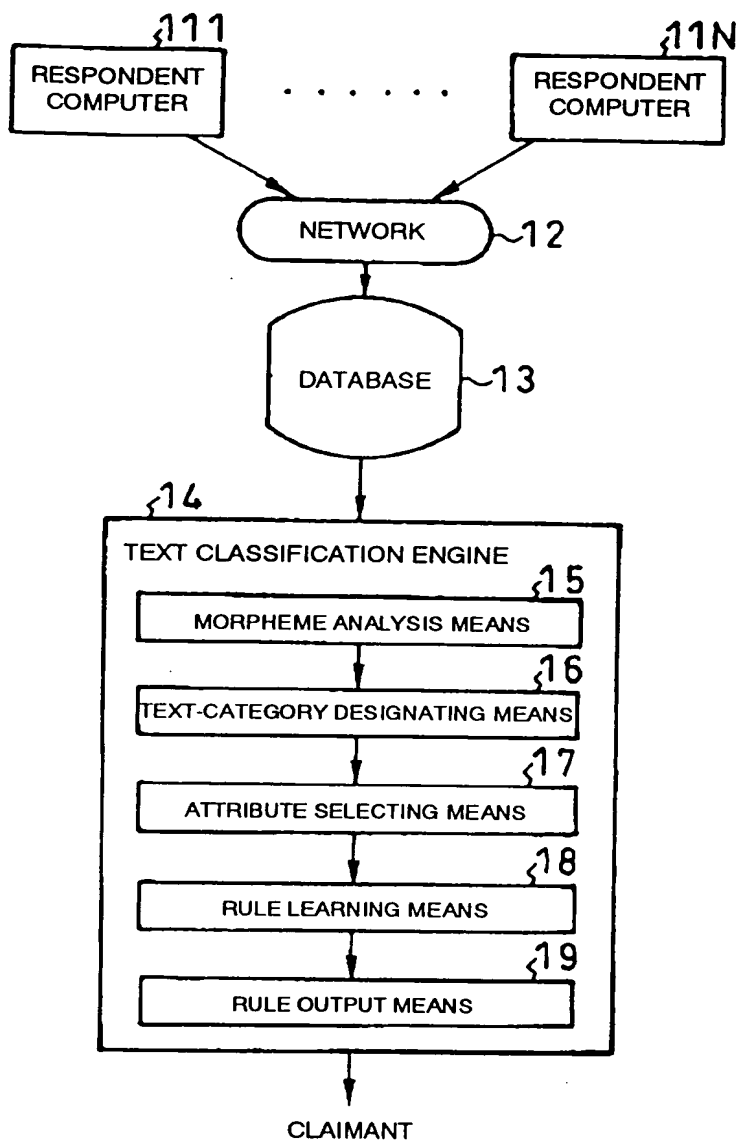 111
RESPONDENT
COMPUTER
. . . . . .
11N
RESPONDENT
COMPUTER
NETWORK
12
DATABASE
13
14
TEXT CLASSIFICATION ENGINE
15
MORPHEME ANALYSIS MEANS
16
TEXT-CATEGORY DESIGNATING MEANS
17
ATTRIBUTE SELECTING MEANS
18
RULE LEARNING MEANS
19
RULE OUTPUT MEANS
CLAIMANT